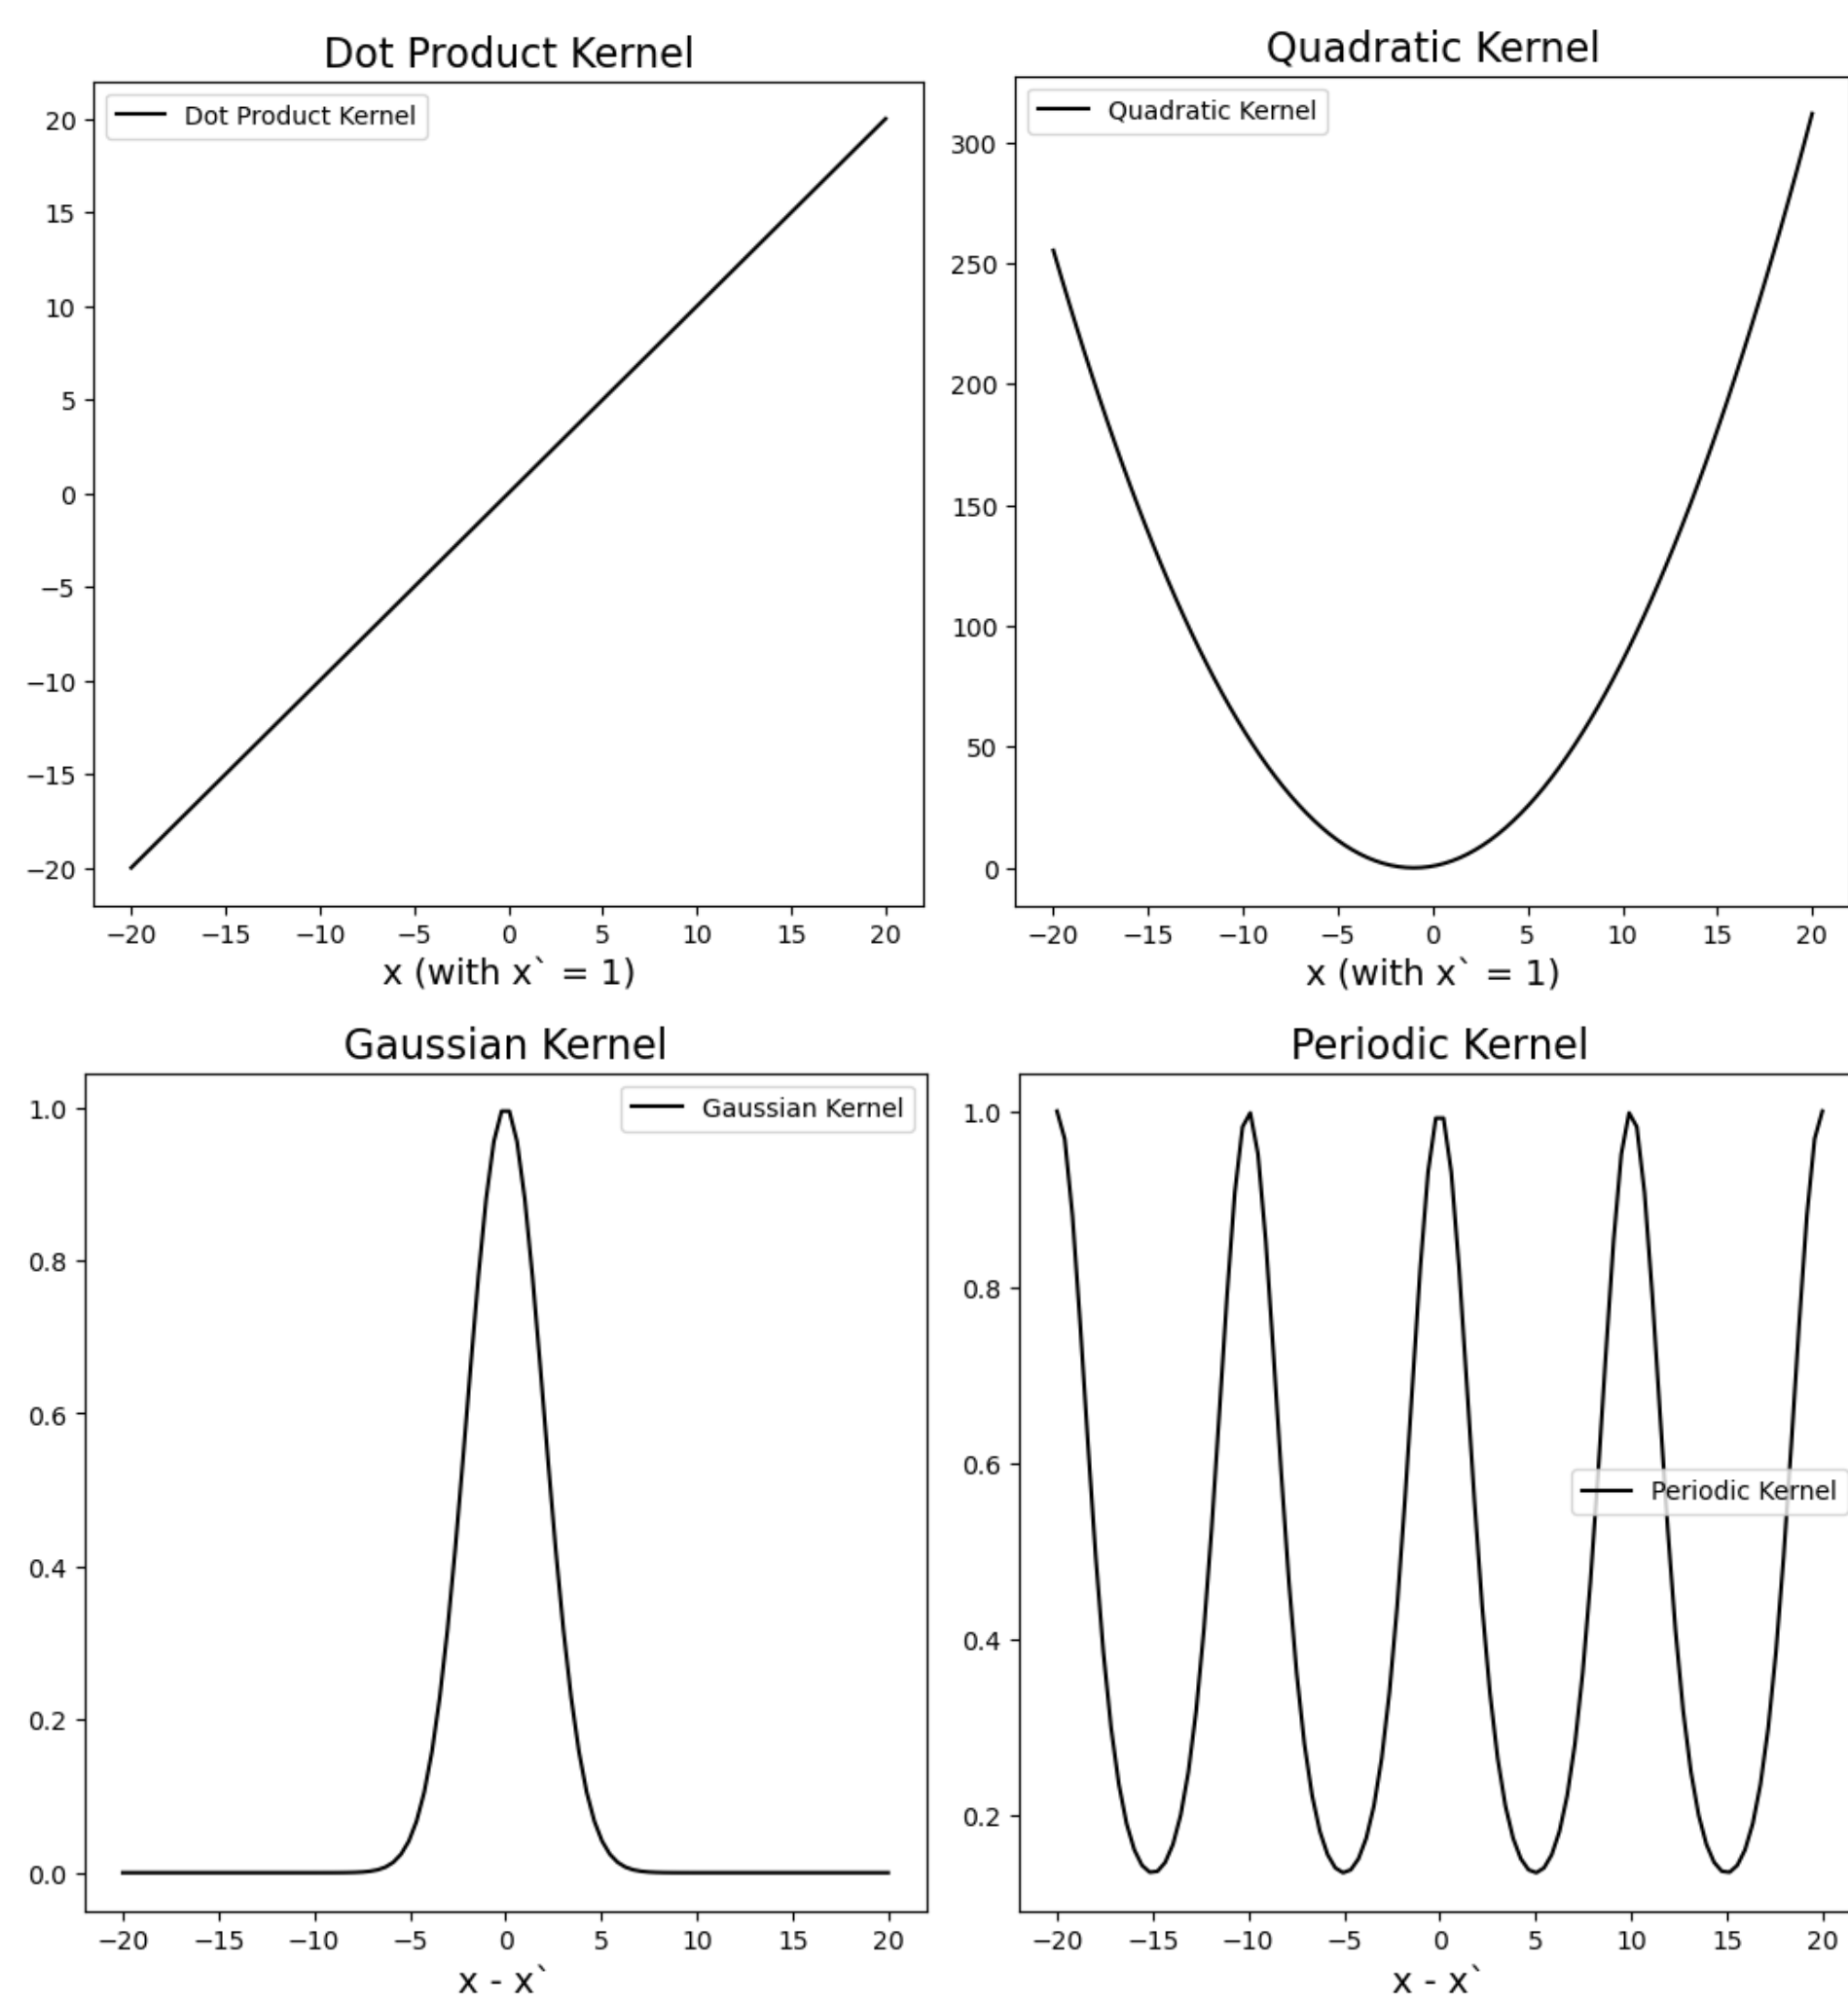 Dot Product Kernel
Dot Product Kernel
20
15
10
5
0
−5
−10
−15
−20
−20 −15 −10 −5 0 5 10 15 20
x (with x` = 1)
Quadratic Kernel
Quadratic Kernel
300
250
200
150
100
50
0
−20 −15 −10 −5 0 5 10 15 20
x (with x` = 1)
Gaussian Kernel
Gaussian Kernel
1.0
0.8
0.6
0.4
0.2
0.0
−20 −15 −10 −5 0 5 10 15 20
x - x`
Periodic Kernel
1.0
0.8
0.6
Periodic Kernel
0.4
0.2
−20 −15 −10 −5 0 5 10 15 20
x - x`